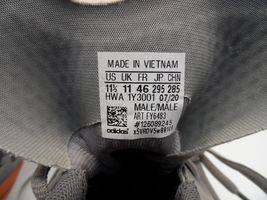 MADE IN VIETNAM
US UK FR JP CHN
11½ 11 46 295 285
HWA 1Y3001 07/20
MALE/MALE
ART FY6483
#126089245
adidas